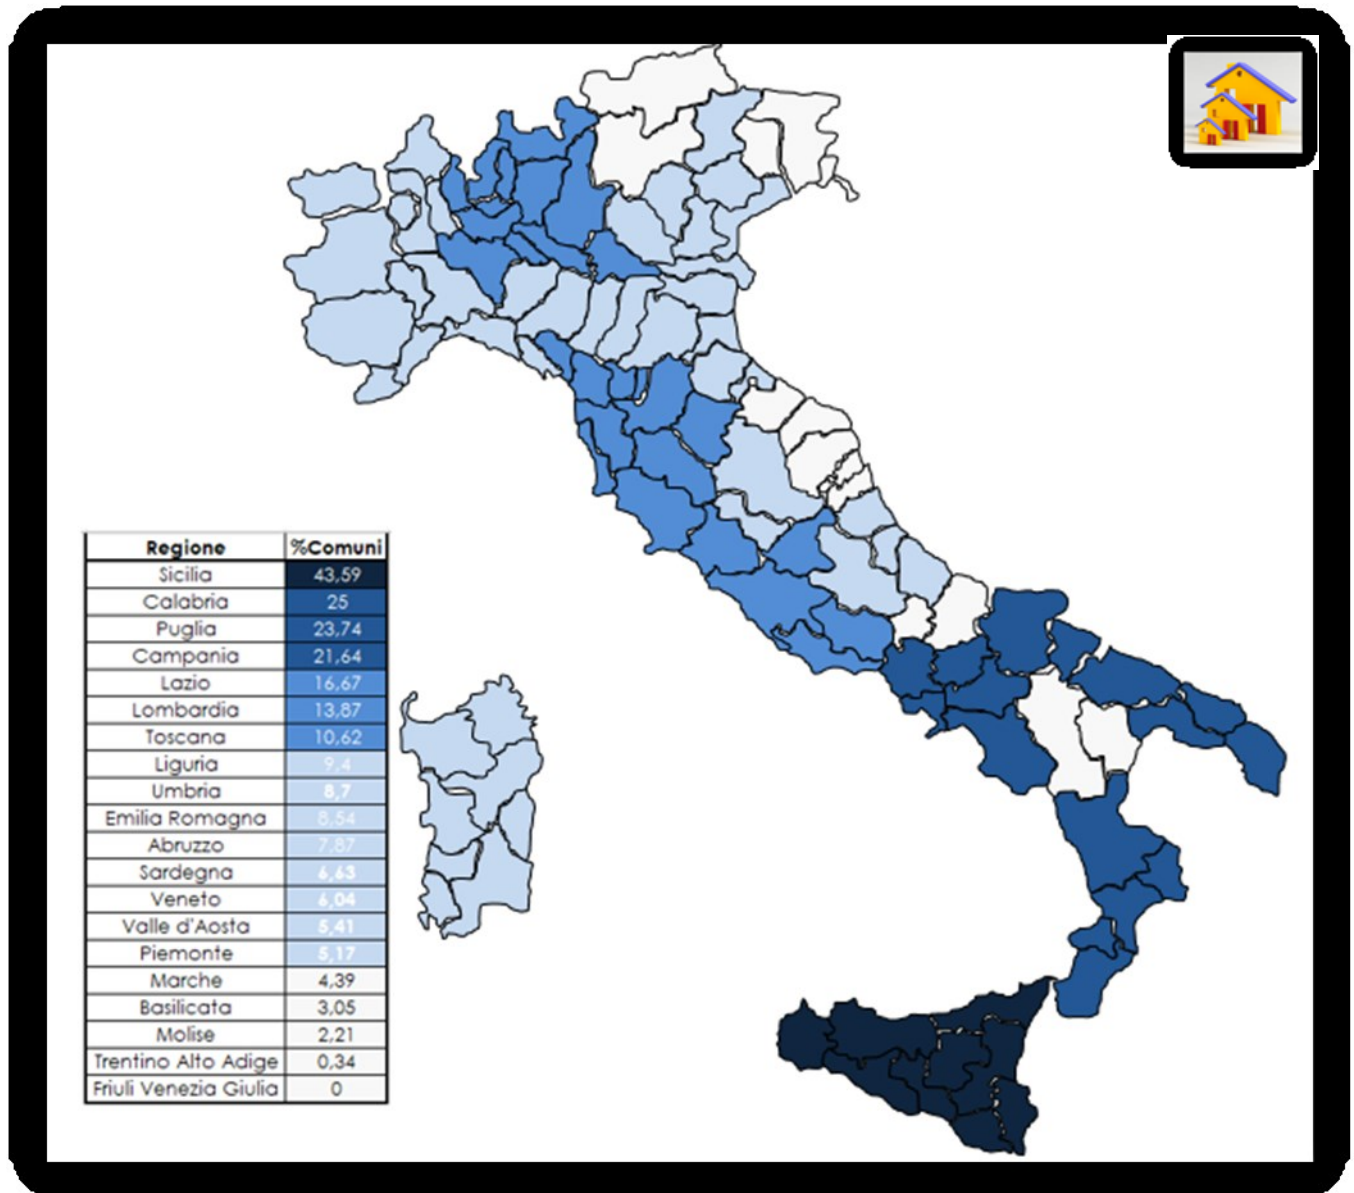 Regione %Comuni
Sicilia 43,59
Calabria 25
Puglia 23,74
Campania 21,64
Lazio 16,67
Lombardia 13,87
Toscana 10,62
Liguria 9,4
Umbria 8,7
Emilia Romagna 8,54
Abruzzo 7,87
Sardegna 6,63
Veneto 6,04
Valle d'Aosta 5,41
Piemonte 5,17
Marche 4,39
Basilicata 3,05
Molise 2,21
Trentino Alto Adige 0,34
Friuli Venezia Giulia 0